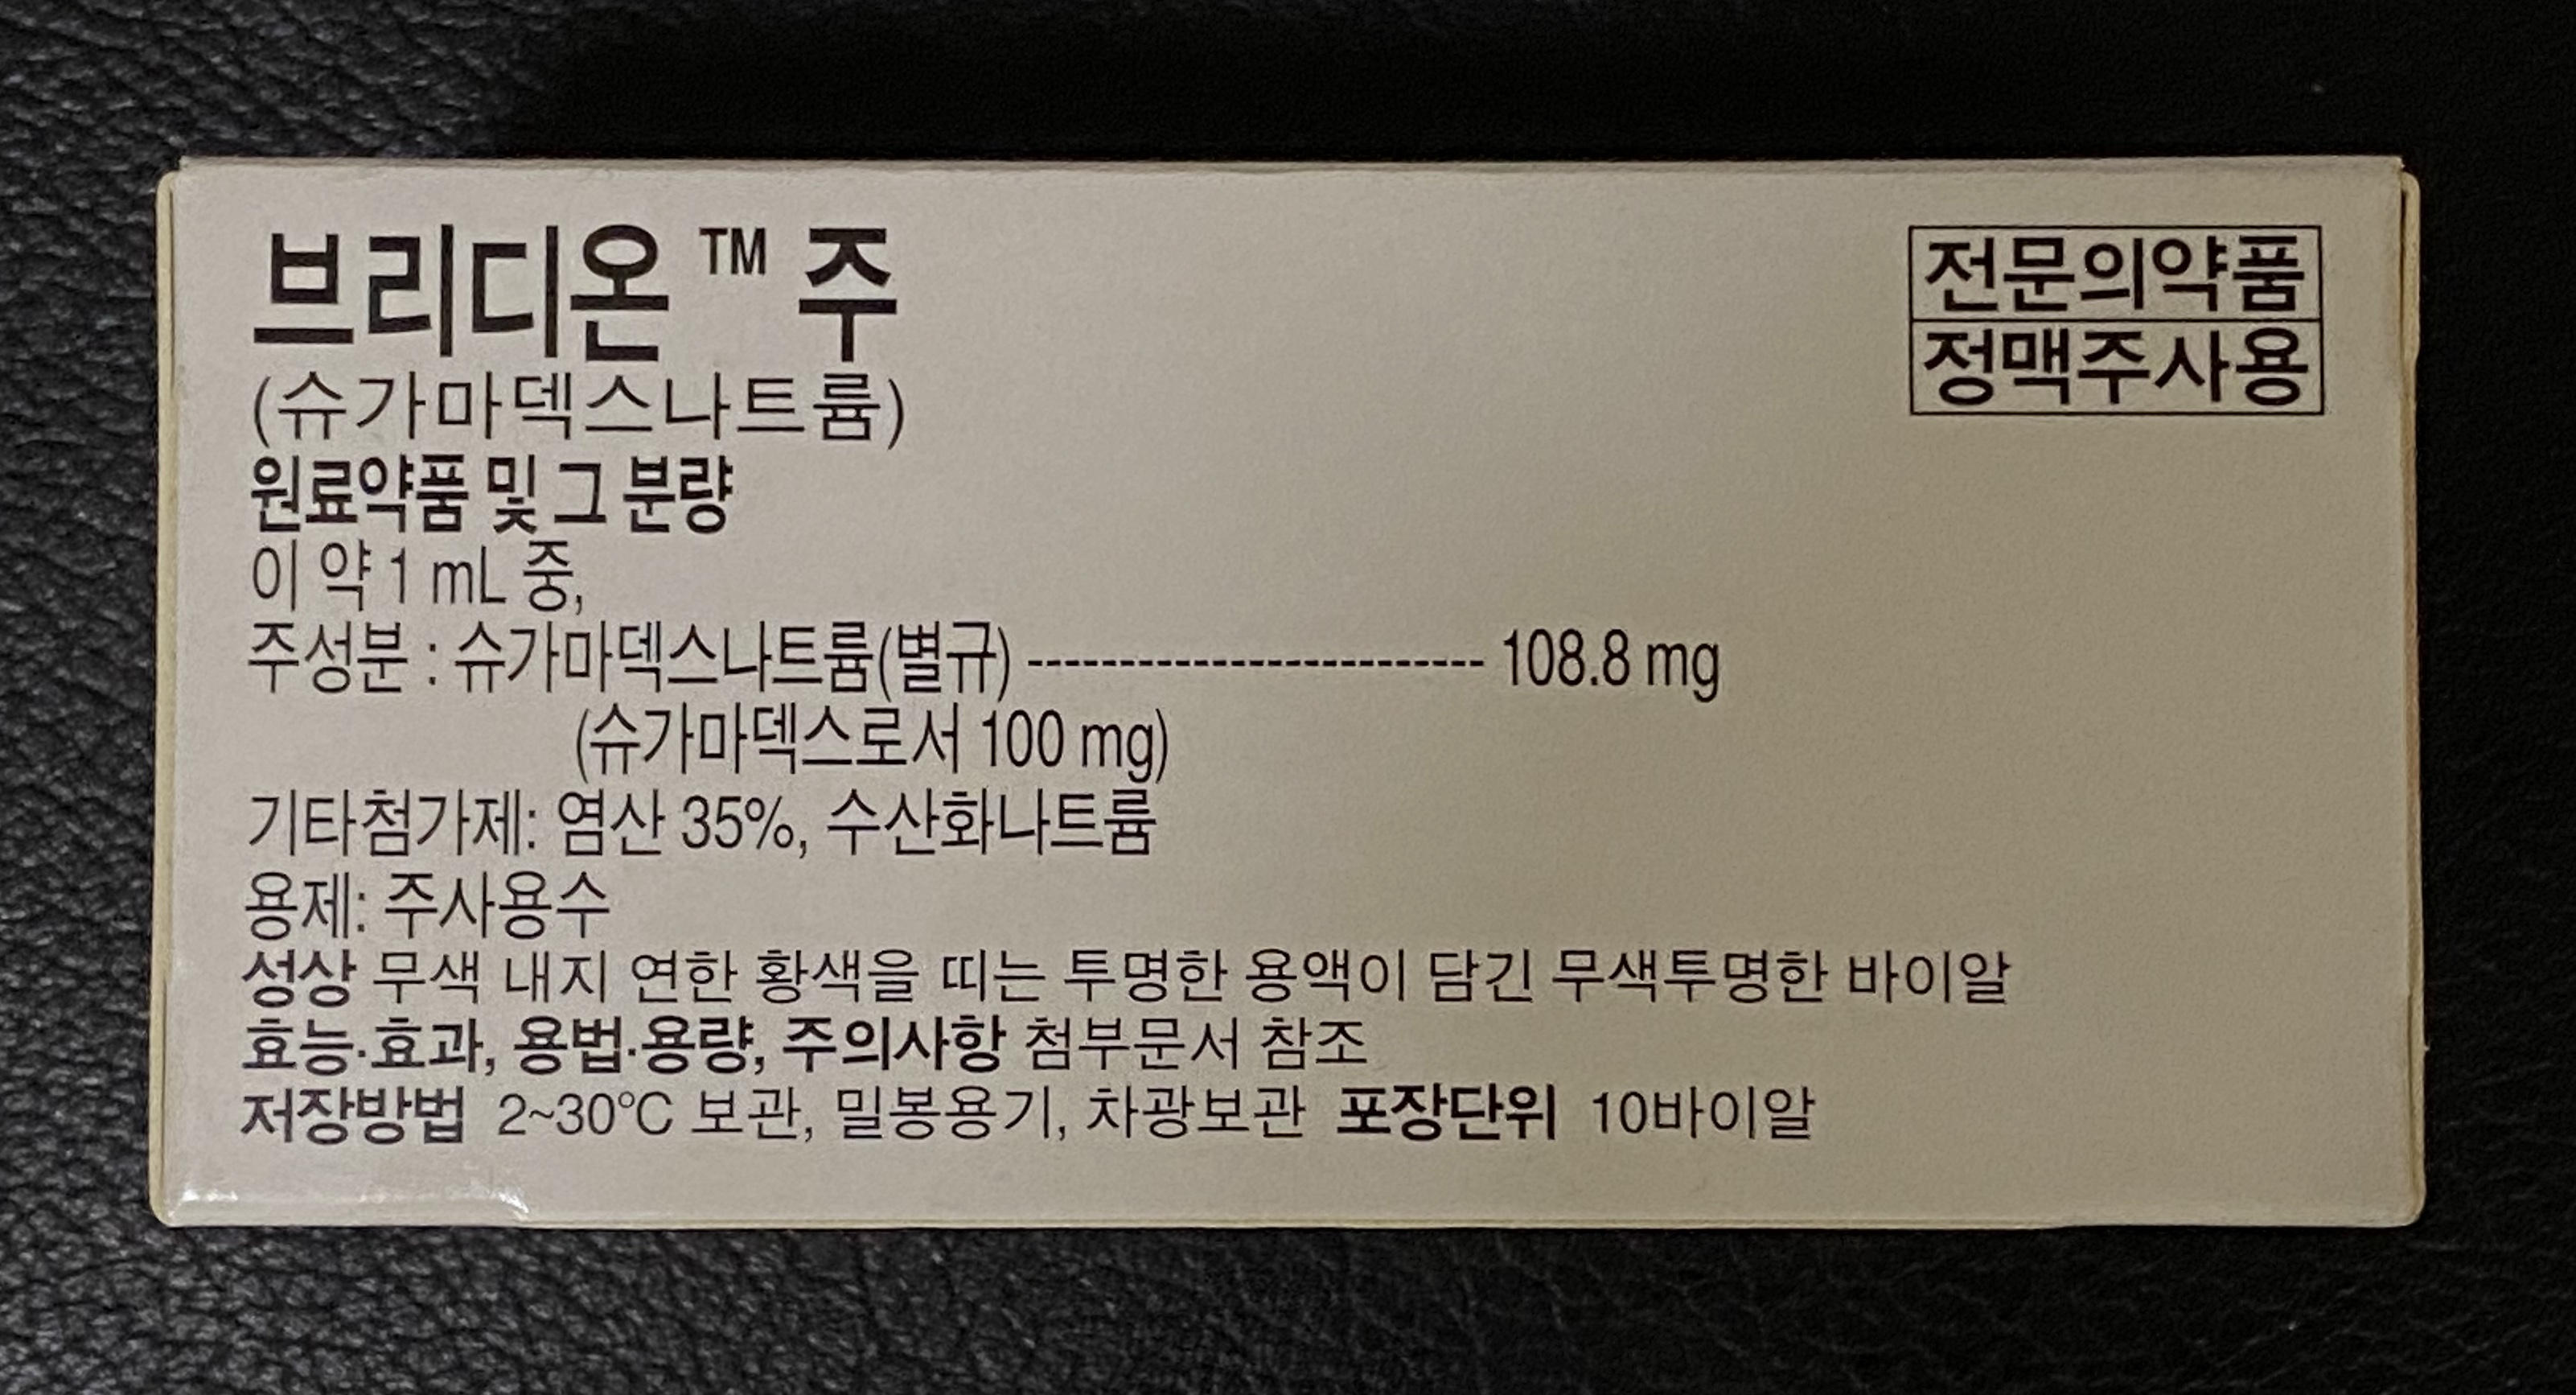 브리디온 TM 주
전문의약품
정맥주사용
(슈가마덱스나트륨)
원료약품 및 그 분량
이 약 1 mL 중,
주성분 : 슈가마덱스나트륨(별규) ------------------------- 108.8 mg
(슈가마덱스로서 100 mg)
기타첨가제: 염산 35%, 수산화나트륨
용제: 주사용수
성상 무색 내지 연한 황색을 띠는 투명한 용액이 담긴 무색투명한 바이알
효능·효과, 용법·용량, 주의사항 첨부문서 참조
저장방법 2~30℃ 보관, 밀봉용기, 차광보관 포장단위 10바이알